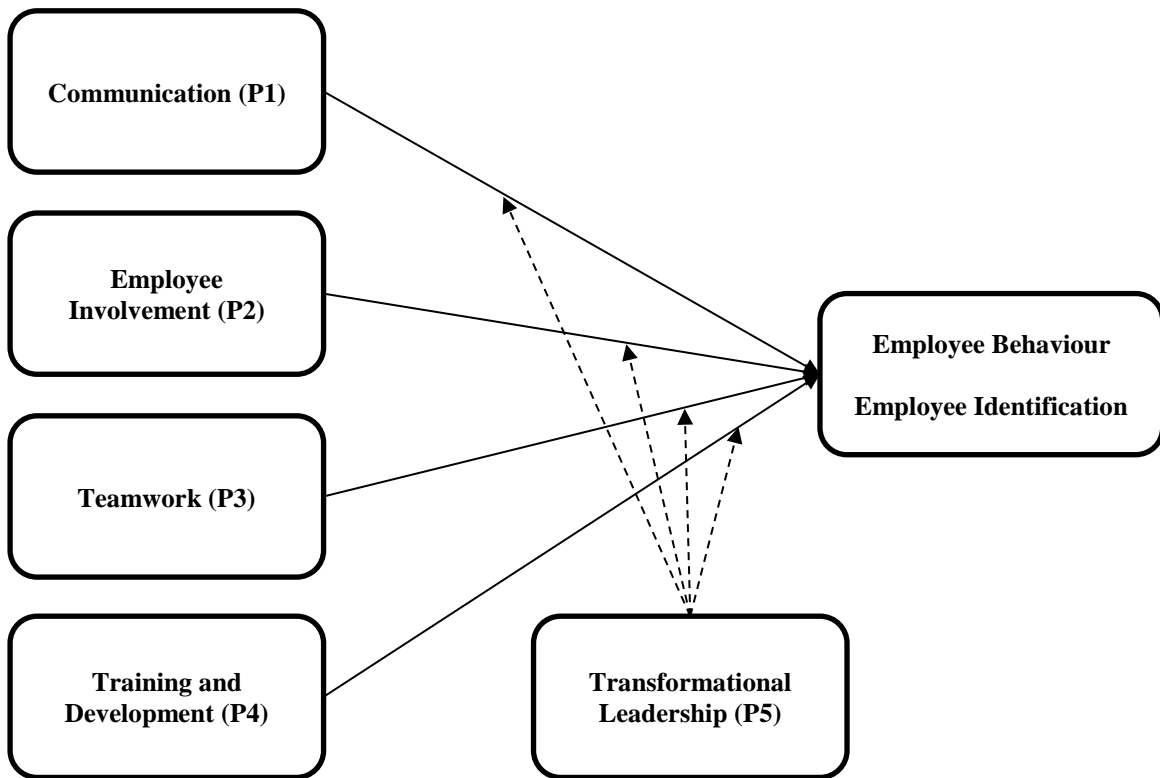 Communication (P1)
Employee
Involvement (P2)
Teamwork (P3)
Training and
Development (P4)
Employee Behaviour
Employee Identification
Transformational
Leadership (P5)